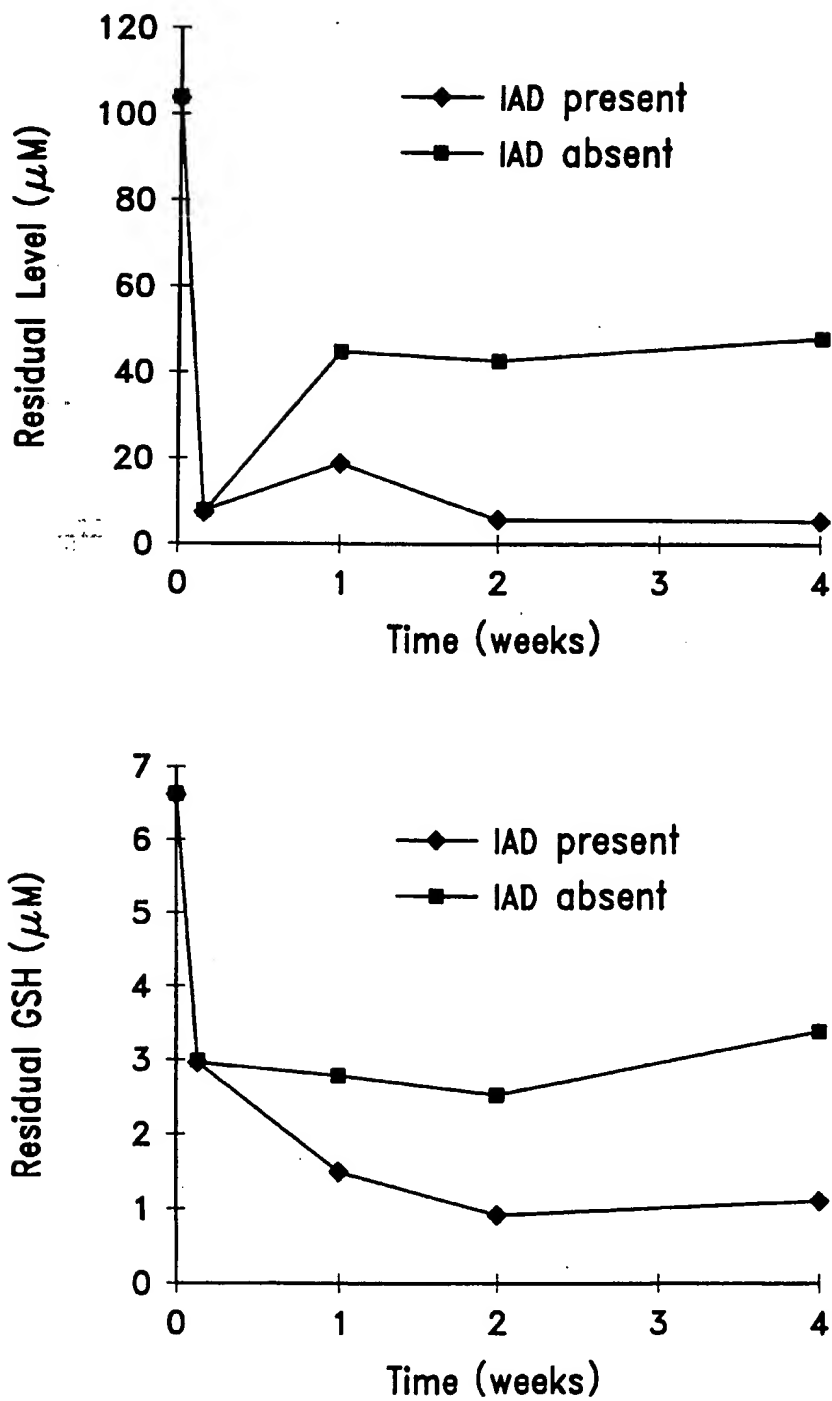 120
100
80
60
40
20
0
Residual Level (μM)
IAD present
IAD absent
0 1 2 3 4
Time (weeks)
7
6
5
4
3
2
1
0
Residual GSH (μM)
IAD present
IAD absent
0 1 2 3 4
Time (weeks)